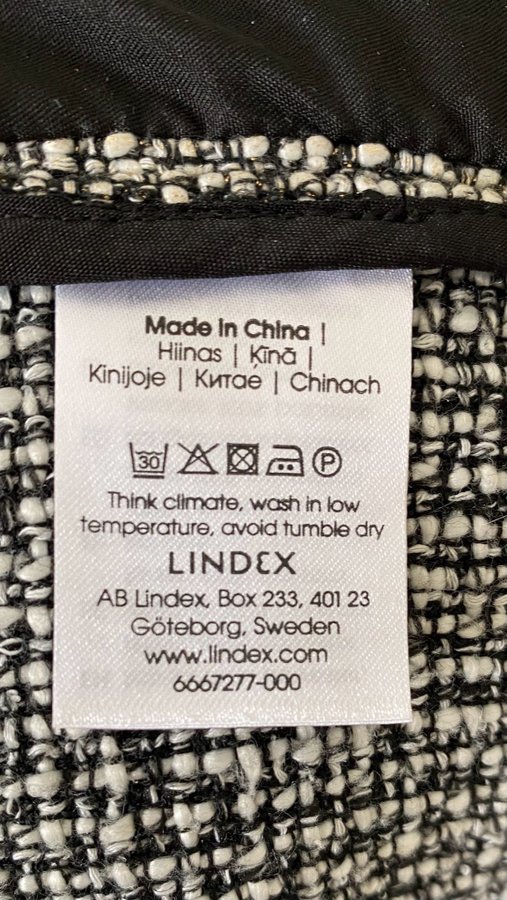 Made in China |
Hiinas | Ķīnā |
Kinijoje | Китае | Chinach
30 P
Think climate, wash in low
temperature, avoid tumble dry
LINDEX
AB Lindex, Box 233, 401 23
Göteborg, Sweden
www.lindex.com
6667277-000